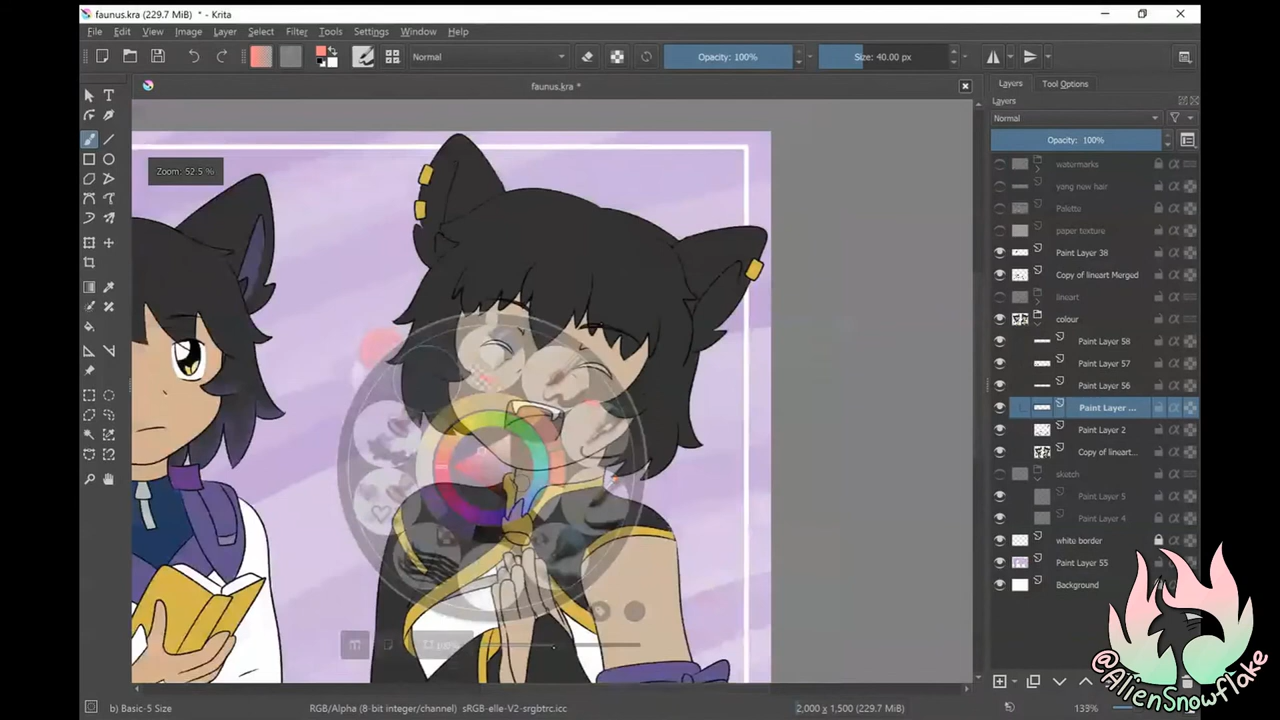 faunus.kra (229.7 MiB) * - Krita
File Edit View Image Layer Select Filter Tools Settings Window Help
Normal Opacity: 100% Size: 40.00 px
faunus.kra * Layers Tool Options
Layers
Normal
Opacity: 100%
Zoom: 52.5 %
watermarks
yang new hair
Palette
paper texture
Paint Layer 38
Copy of lineart Merged
lineart
colour
Paint Layer 58
Paint Layer 57
Paint Layer 56
Paint Layer ...
Paint Layer 2
Copy of lineart...
sketch
Paint Layer 5
Paint Layer 4
white border
Paint Layer 55
Background
@AlienSnowflake
b) Basic-5 Size RGB/Alpha (8-bit integer/channel) sRGB-elle-V2-srgbtrc.icc 2,000 x 1,500 (229.7 MiB) 139%